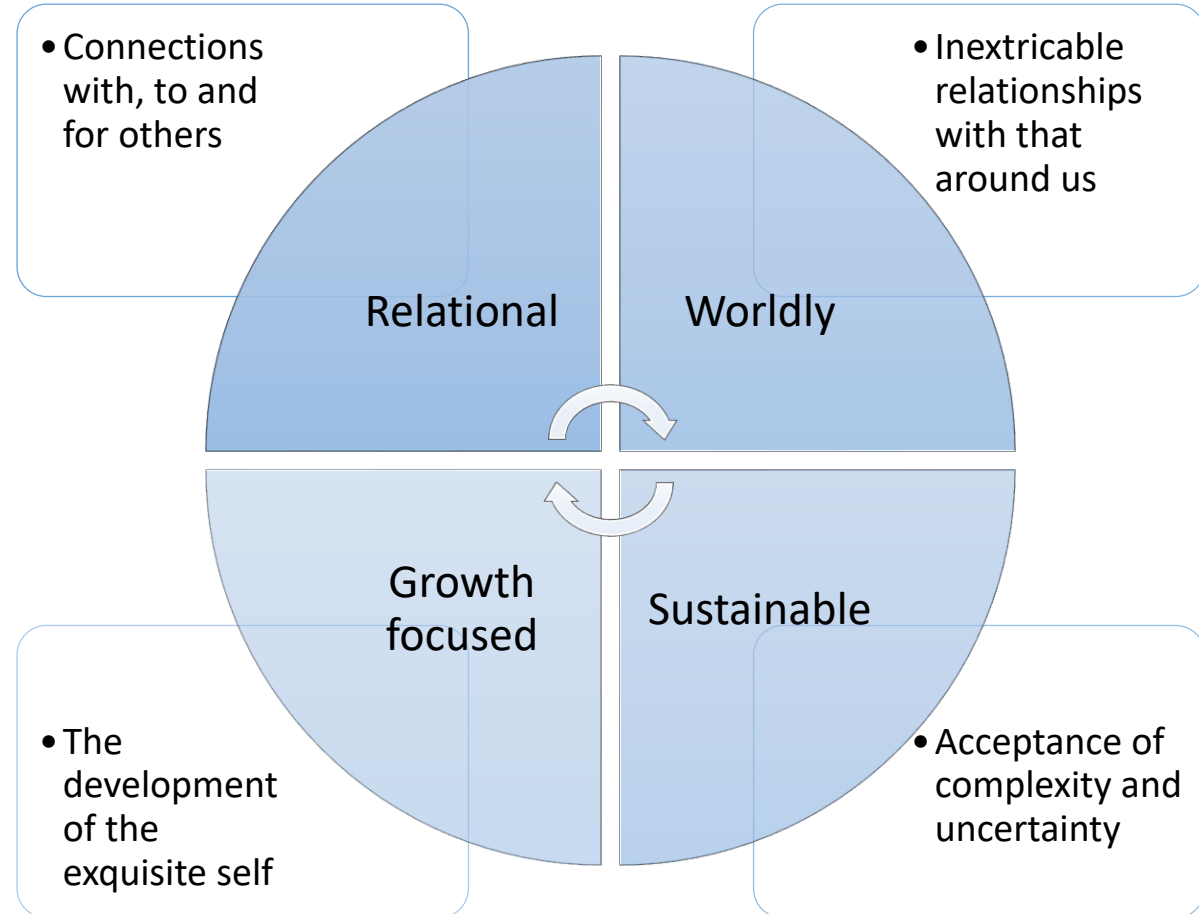 • Connections
with, to and
for others
• Inextricable
relationships
with that
around us
Relational
Worldly
Growth
focused
Sustainable
• The
development
of the
exquisite self
• Acceptance of
complexity and
uncertainty